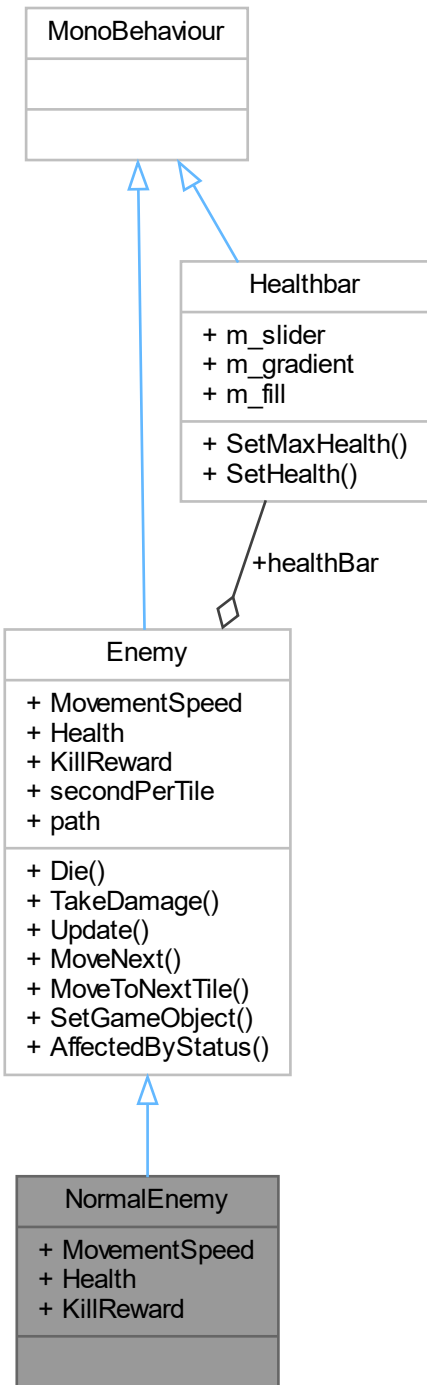 MonoBehaviour
Healthbar
+ m_slider
+ m_gradient
+ m_fill
+ SetMaxHealth()
+ SetHealth()
+healthBar
Enemy
+ MovementSpeed
+ Health
+ KillReward
+ secondPerTile
+ path
+ Die()
+ TakeDamage()
+ Update()
+ MoveNext()
+ MoveToNextTile()
+ SetGameObject()
+ AffectedByStatus()
NormalEnemy
+ MovementSpeed
+ Health
+ KillReward